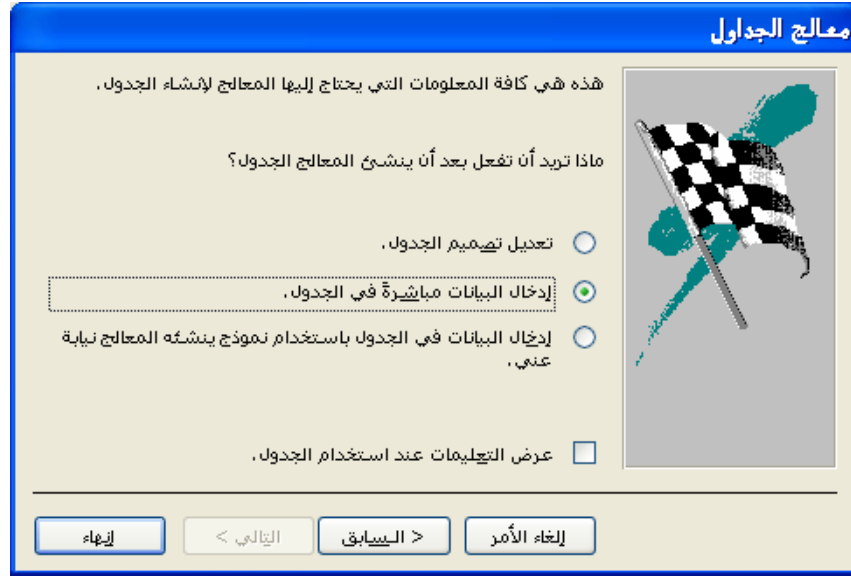 معالج الجداول
هذه هي كافة المعلومات التي يحتاج إليها المعالج لإنشاء الجدول.
ماذا تريد أن تفعل بعد أن ينشئ المعالج الجدول؟
تعديل تصميم الجدول.
إدخال البيانات مباشرةً في الجدول.
إدخال البيانات في الجدول باستخدام نموذج ينشئه المعالج نيابة
عني.
عرض التعليمات عند استخدام الجدول.
إلغاء الأمر
< السابق
التالي >
إنهاء